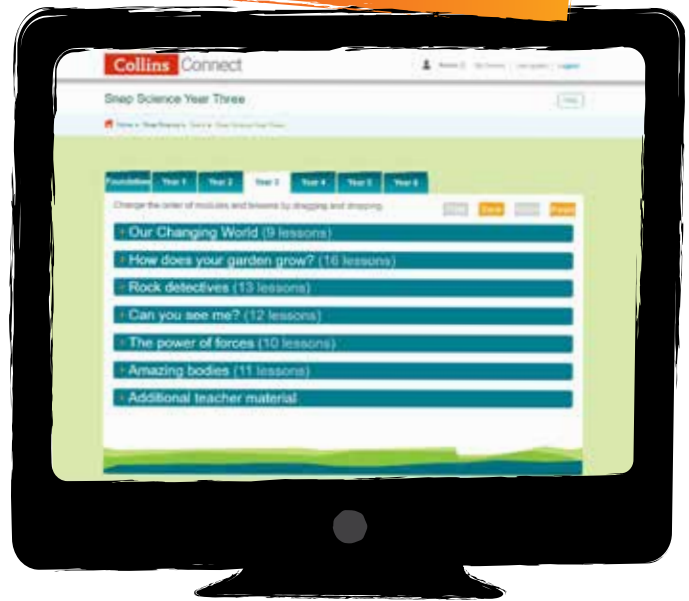 Collins Connect
Snap Science Year Three
Help
Home
Foundation Year 1 Year 2 Year 3 Year 4 Year 5 Year 6
Change the order of modules and lessons by dragging and dropping.
Save
Our Changing World (9 lessons)
How does your garden grow? (16 lessons)
Rock detectives (13 lessons)
Can you see me? (12 lessons)
The power of forces (10 lessons)
Amazing bodies (11 lessons)
Additional teacher material